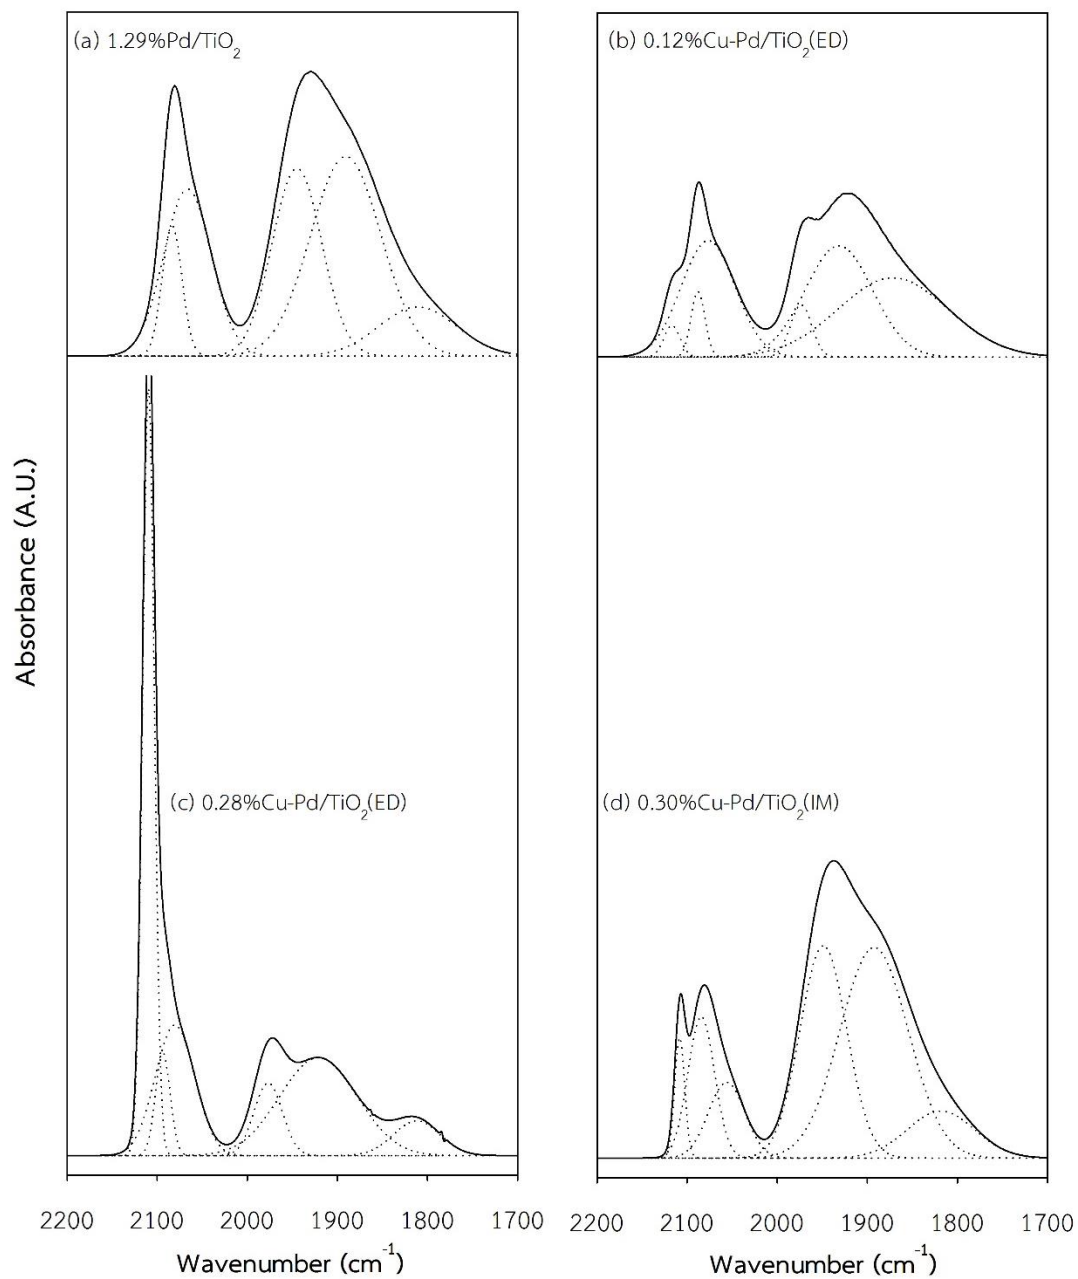 (a) 1.29%Pd/TiO2
(b) 0.12%Cu-Pd/TiO2(ED)
Absorbance (A.U.)
(c) 0.28%Cu-Pd/TiO2(ED)
(d) 0.30%Cu-Pd/TiO2(IM)
2200 2100 2000 1900 1800 1700
2200 2100 2000 1900 1800 1700
Wavenumber (cm-1)
Wavenumber (cm-1)